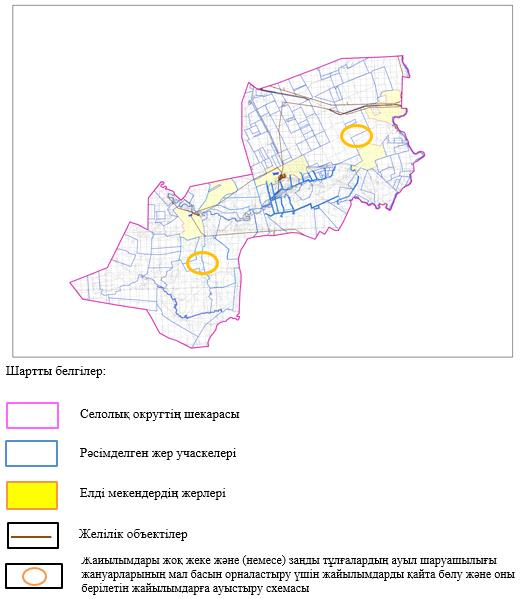 Шартты белгілер:
Селолық округтің шекарасы
Рәсімделген жер учаскелері
Елді мекендердің жерлері
Желілік объектілер
Жайылымдары жоқ жеке және (немесе) заңды тұлғалардың ауыл шаруашылығы
жануарларының мал басын орналастыру үшін жайылымдарды қайта бөлу және оны
берілетін жайылымдарға ауыстыру схемасы